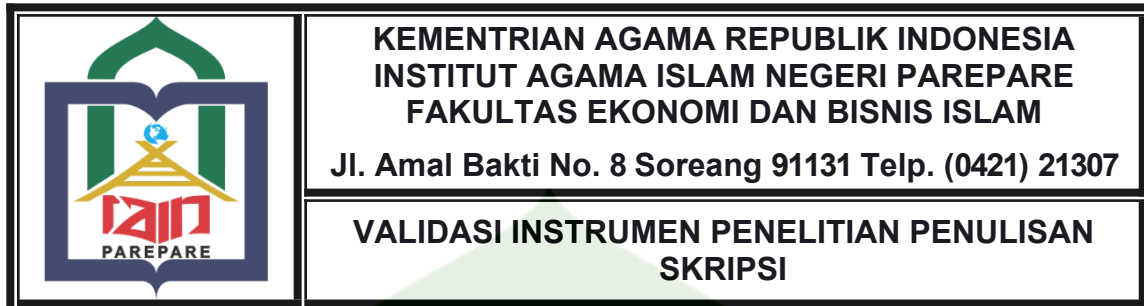 KEMENTRIAN AGAMA REPUBLIK INDONESIA
INSTITUT AGAMA ISLAM NEGERI PAREPARE
FAKULTAS EKONOMI DAN BISNIS ISLAM
Jl. Amal Bakti No. 8 Soreang 91131 Telp. (0421) 21307
iain
PAREPARE
VALIDASI INSTRUMEN PENELITIAN PENULISAN
SKRIPSI